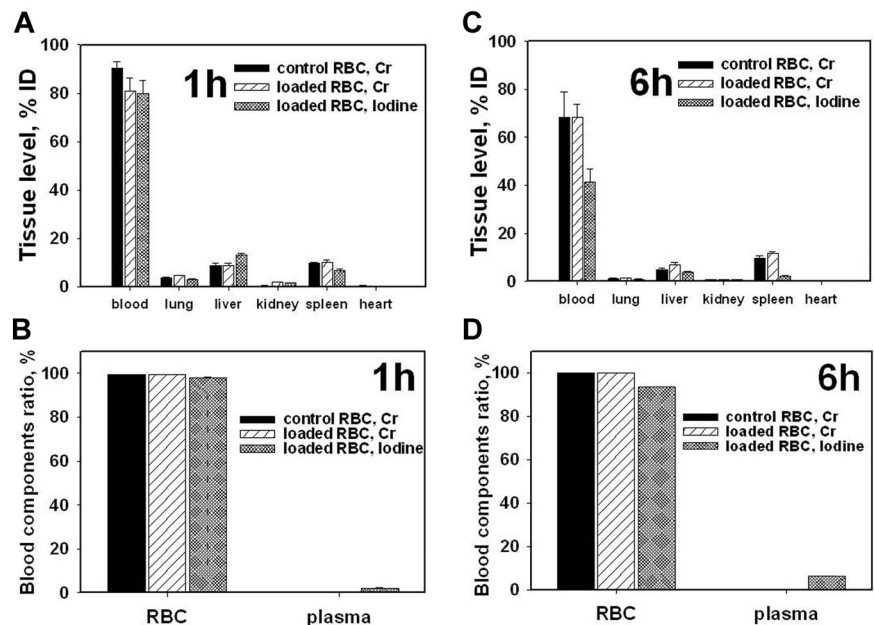 A
Tissue level, % ID
100
80
60
40
20
0
1h
control RBC, Cr
loaded RBC, Cr
loaded RBC, Iodine
blood lung liver kidney spleen heart
C
Tissue level, % ID
100
80
60
40
20
0
6h
control RBC, Cr
loaded RBC, Cr
loaded RBC, Iodine
blood lung liver kidney spleen heart
B
Blood components ratio, %
100
80
60
40
20
0
1h
control RBC, Cr
loaded RBC, Cr
loaded RBC, Iodine
RBC plasma
D
Blood components ratio, %
100
80
60
40
20
0
6h
control RBC, Cr
loaded RBC, Cr
loaded RBC, Iodine
RBC plasma